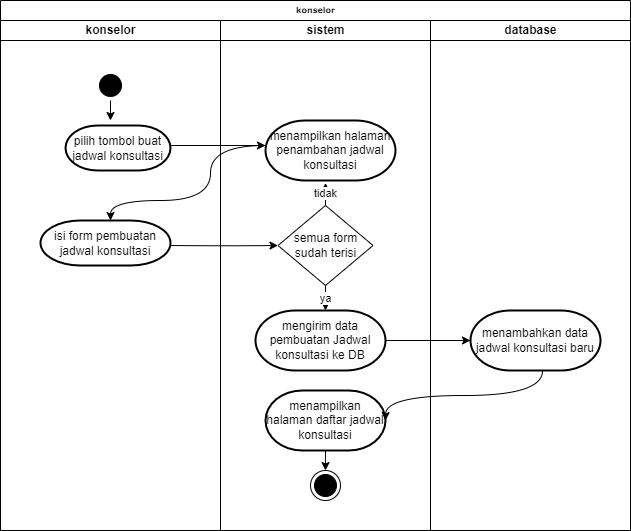 konselor
konselor
sistem
database
pilih tombol buat
jadwal konsultasi
menampilkan halaman
penambahan jadwal
konsultasi
tidak
isi form pembuatan
jadwal konsultasi
semua form
sudah terisi
ya
mengirim data
pembuatan Jadwal
konsultasi ke DB
menambahkan data
jadwal konsultasi baru
menampilkan
halaman daftar jadwal
konsultasi